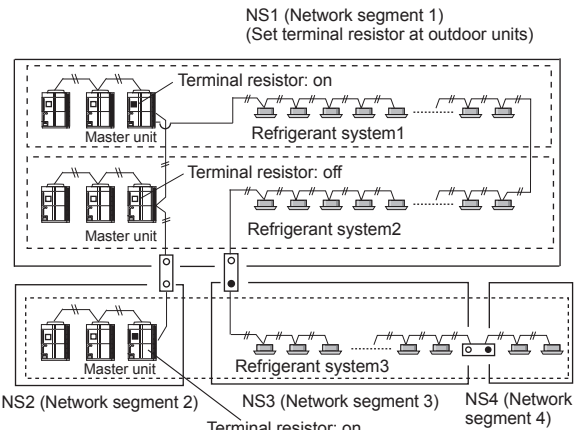 NS1 (Network segment 1)
(Set terminal resistor at outdoor units)
Terminal resistor: on
Master unit
Refrigerant system1
Terminal resistor: off
Master unit
Refrigerant system2
Master unit
Refrigerant system3
NS2 (Network segment 2)
NS3 (Network segment 3)
NS4 (Network
segment 4)
Terminal resistor: on